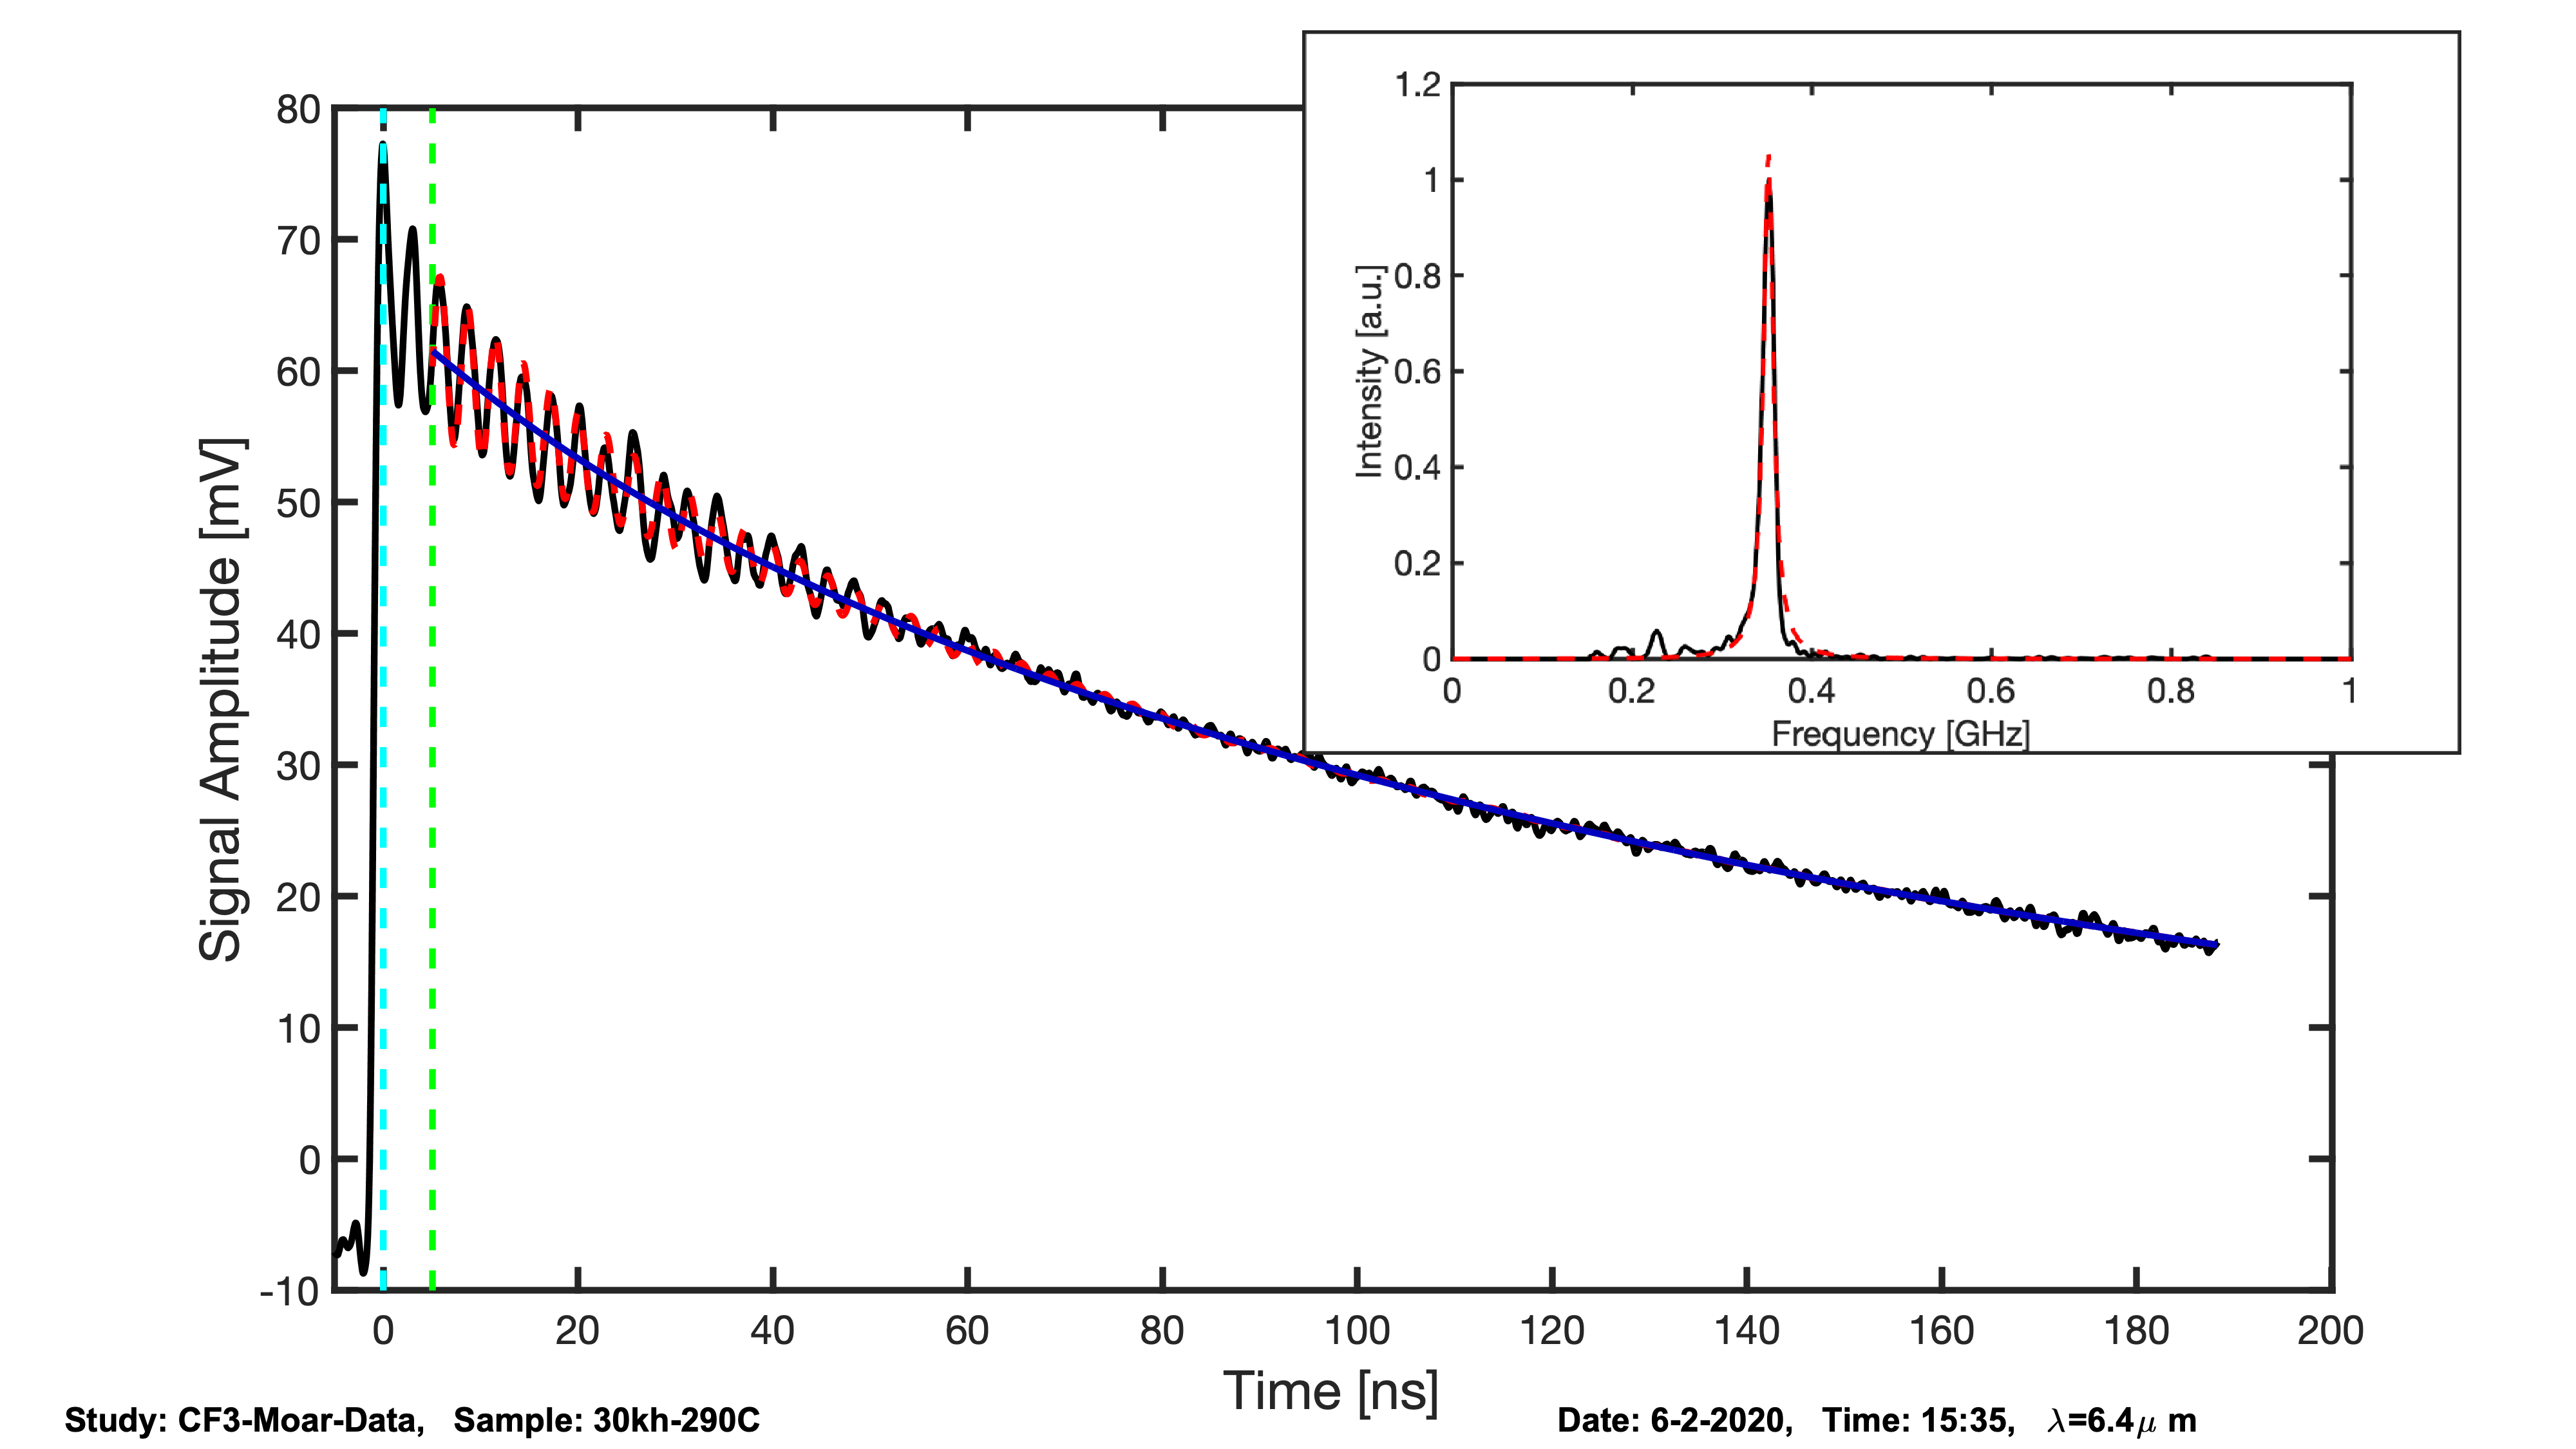 1.2
1
0.8
0.6
0.4
0.2
0
0 0.2 0.4 0.6 0.8 1
Intensity [a.u.]
Frequency [GHz]
80
70
60
50
40
30
20
10
0
-10
Signal Amplitude [mV]
0 20 40 60 80 100 120 140 160 180 200
Time [ns]
Study: CF3-Moar-Data, Sample: 30kh-290C
Date: 6-2-2020, Time: 15:35, λ=6.4μ m